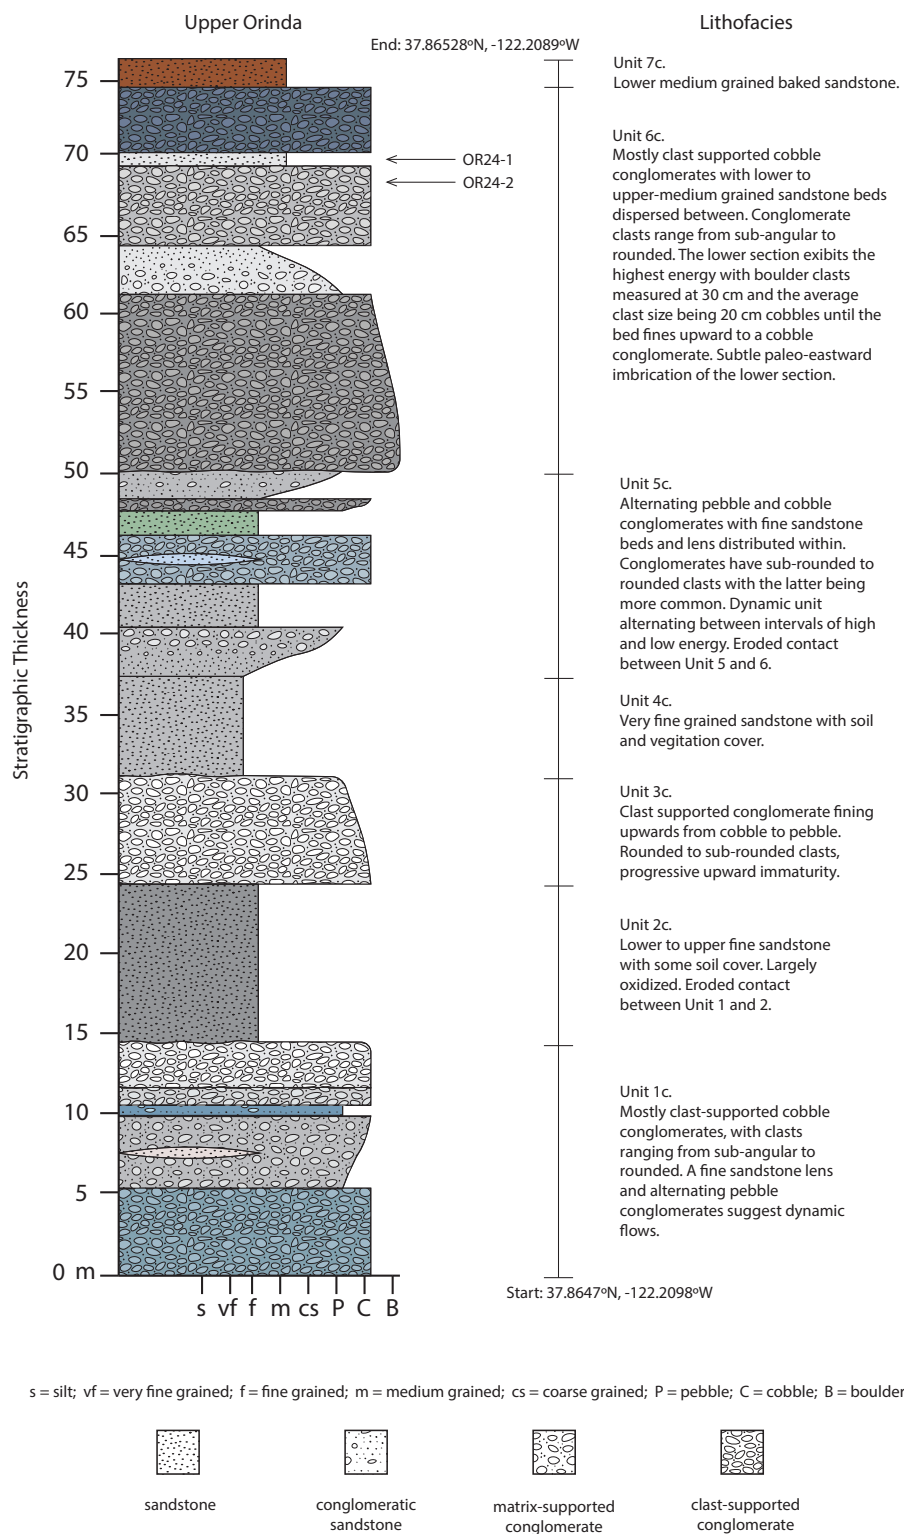 Upper Orinda
Lithofacies
End: 37.86528ºN, -122.2089ºW
Stratigraphic Thickness
75
70
65
60
55
50
45
40
35
30
25
20
15
10
5
0 m
s vf f m cs P C B
OR24-1
OR24-2
Start: 37.8647ºN, -122.2098ºW
Unit 7c.
Lower medium grained baked sandstone.
Unit 6c.
Mostly clast supported cobble
conglomerates with lower to
upper-medium grained sandstone beds
dispersed between. Conglomerate
clasts range from sub-angular to
rounded. The lower section exibits the
highest energy with boulder clasts
measured at 30 cm and the average
clast size being 20 cm cobbles until the
bed fines upward to a cobble
conglomerate. Subtle paleo-eastward
imbrication of the lower section.
Unit 5c.
Alternating pebble and cobble
conglomerates with fine sandstone
beds and lens distributed within.
Conglomerates have sub-rounded to
rounded clasts with the latter being
more common. Dynamic unit
alternating between intervals of high
and low energy. Eroded contact
between Unit 5 and 6.
Unit 4c.
Very fine grained sandstone with soil
and vegitation cover.
Unit 3c.
Clast supported conglomerate fining
upwards from cobble to pebble.
Rounded to sub-rounded clasts,
progressive upward immaturity.
Unit 2c.
Lower to upper fine sandstone
with some soil cover. Largely
oxidized. Eroded contact
between Unit 1 and 2.
Unit 1c.
Mostly clast-supported cobble
conglomerates, with clasts
ranging from sub-angular to
rounded. A fine sandstone lens
and alternating pebble
conglomerates suggest dynamic
flows.
s = silt; vf = very fine grained; f = fine grained; m = medium grained; cs = coarse grained; P = pebble; C = cobble; B = boulder
sandstone
conglomeratic
sandstone
matrix-supported
conglomerate
clast-supported
conglomerate